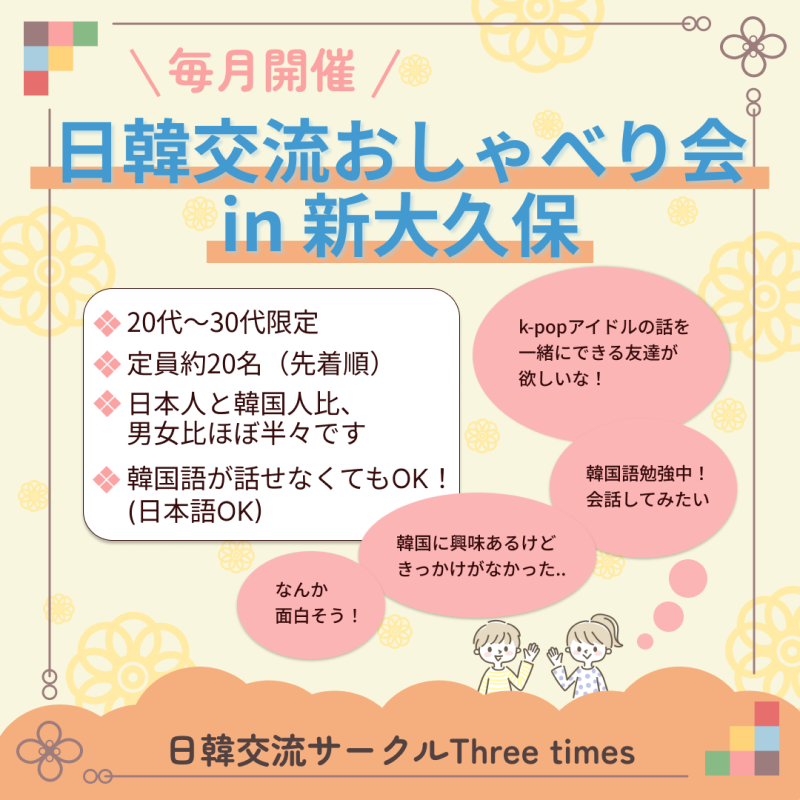 毎月開催
日韓交流おしゃべり会
in 新大久保
20代～30代限定
定員約20名（先着順）
日本人と韓国人比、
男女比ほぼ半々です
韓国語が話せなくてもOK！
(日本語OK)
k-popアイドルの話を
一緒にできる友達が
欲しいな！
韓国語勉強中！
会話してみたい
韓国に興味あるけど
きっかけがなかった..
なんか
面白そう！
日韓交流サークルThree times